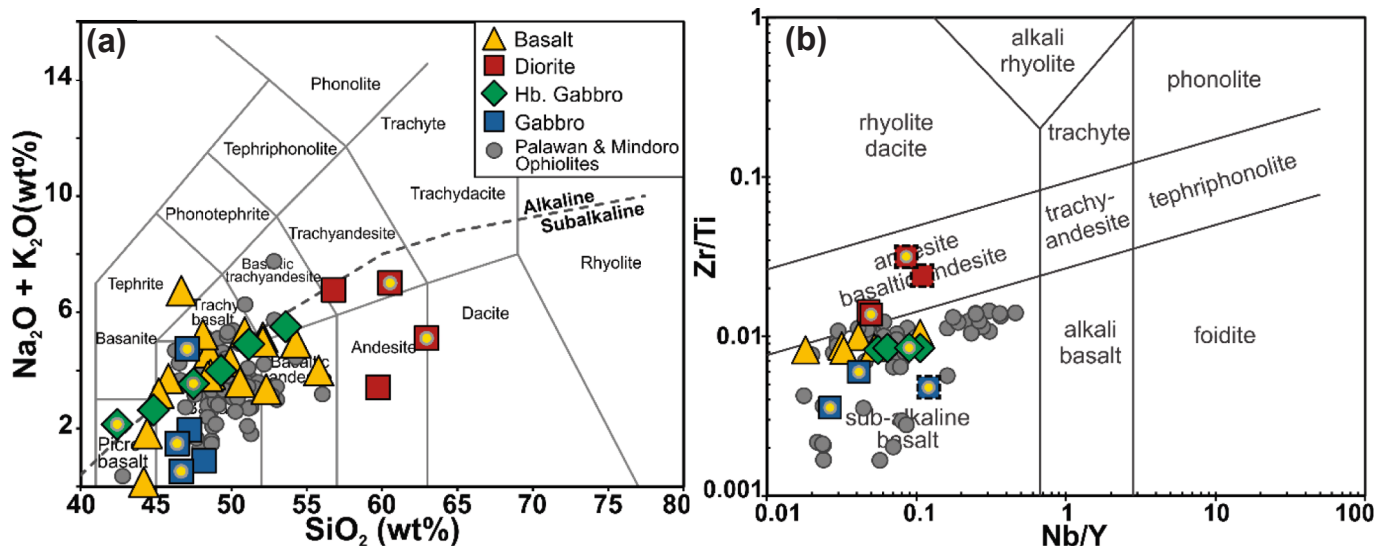 (a)
Na₂O + K₂O(wt%)
14
10
6
2
40
45
50
55
60
65
70
75
80
SiO₂ (wt%)
Basalt
Diorite
Hb. Gabbro
Gabbro
Palawan & Mindoro
Ophiolites
Phonolite
Trachyte
Tephriphonolite
Trachydacite
Phonotephrite
Alkaline
Subalkaline
Trachyandesite
Rhyolite
Tephrite
trachyandesite
Trachy
basalt
Dacite
Basanite
Andesite
basalt
(b)
Zr/Ti
1
0.1
0.01
0.001
0.01
0.1
1
10
100
Nb/Y
alkali
rhyolite
phonolite
rhyolite
dacite
trachyte
tephriphonolite
trachy-
andesite
basaltic
sub-alkaline
basalt
alkali
basalt
foidite